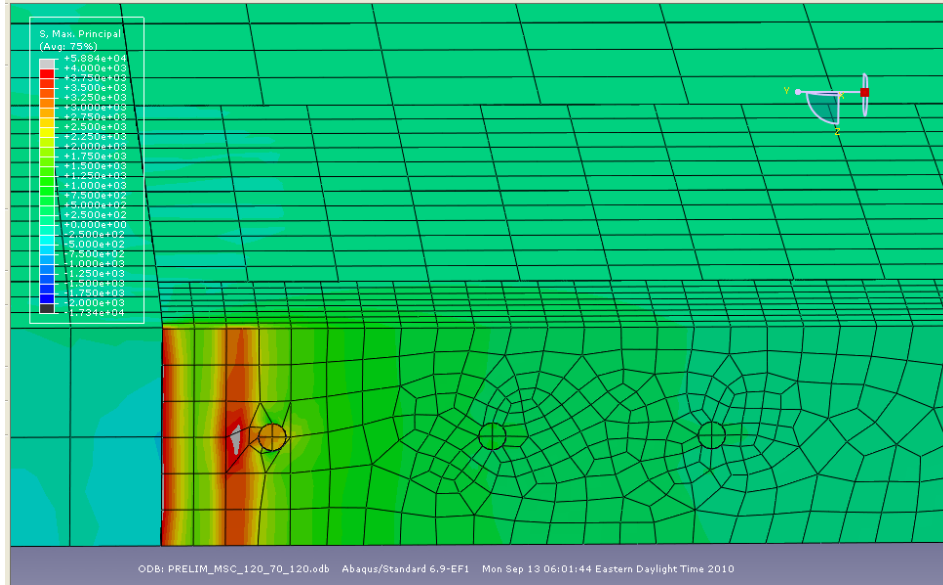 S, Max. Principal
(Avg: 75%)
+5.884e+04
+4.000e+03
+3.750e+03
+3.500e+03
+3.250e+03
+3.000e+03
+2.750e+03
+2.500e+03
+2.250e+03
+2.000e+03
+1.750e+03
+1.500e+03
+1.250e+03
+1.000e+03
+7.500e+02
+5.000e+02
+2.500e+02
+0.000e+00
-2.500e+02
-5.000e+02
-7.500e+02
-1.000e+03
-1.250e+03
-1.500e+03
-1.750e+03
-2.000e+03
-1.734e+04
Y
Z
ODB: PRELIM_MSC_120_70_120.odb Abaqus/Standard 6.9-EF1 Mon Sep 13 06:01:44 Eastern Daylight Time 2010